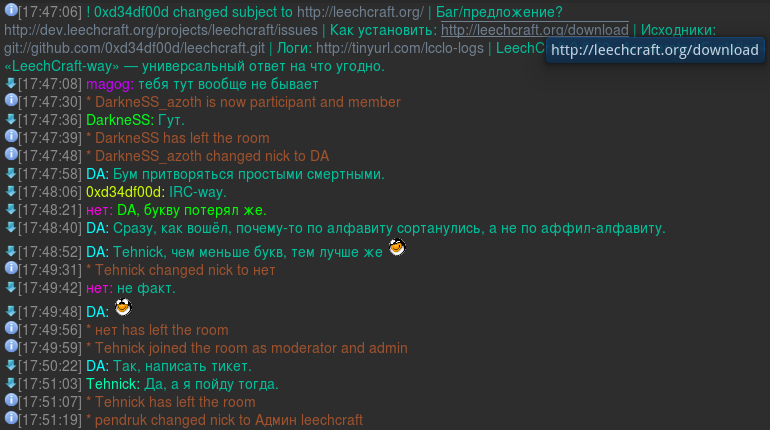 [17:47:06] ! 0xd34df00d changed subject to http://leechcraft.org/ | Баг/предложение?
http://dev.leechcraft.org/projects/leechcraft/issues | Как установить: http://leechcraft.org/download | Исходники:
git://github.com/0xd34df00d/leechcraft.git | Логи: http://tinyurl.com/lcclo-logs | LeechC
http://leechcraft.org/download
«LeechCraft-way» — универсальный ответ на что угодно.
[17:47:08] magog: тебя тут вообще не бывает
[17:47:30] * DarkneSS_azoth is now participant and member
[17:47:36] DarkneSS: Гут.
[17:47:39] * DarkneSS has left the room
[17:47:48] * DarkneSS_azoth changed nick to DA
[17:47:58] DA: Бум притворяться простыми смертными.
[17:48:06] 0xd34df00d: IRC-way.
[17:48:21] нет: DA, букву потерял же.
[17:48:40] DA: Сразу, как вошёл, почему-то по алфавиту сортанулись, а не по аффил-алфавиту.
[17:48:52] DA: Tehnick, чем меньше букв, тем лучше же
[17:49:31] * Tehnick changed nick to нет
[17:49:42] нет: не факт.
[17:49:48] DA:
[17:49:56] * нет has left the room
[17:49:59] * Tehnick joined the room as moderator and admin
[17:50:22] DA: Так, написать тикет.
[17:51:03] Tehnick: Да, а я пойду тогда.
[17:51:07] * Tehnick has left the room
[17:51:19] * pendruk changed nick to Админ leechcraft